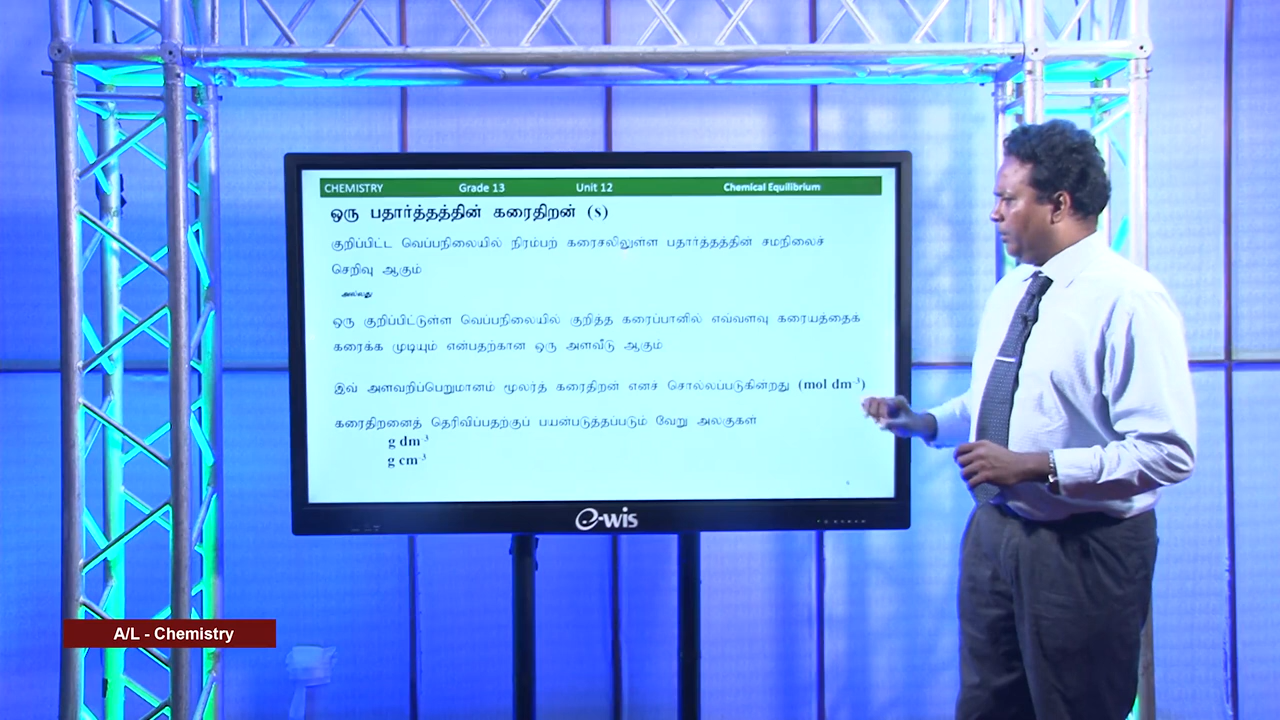 CHEMISTRY Grade 13 Unit 12 Chemical Equilibrium
ஒரு பதார்த்தத்தின் கரைதிறன் (s)
குறிப்பிட்ட வெப்பநிலையில் நிரம்பற் கரைசலிலுள்ள பதார்த்தத்தின் சமநிலைச்
செறிவு ஆகும்
அல்லது
ஒரு குறிப்பிட்டுள்ள வெப்பநிலையில் குறித்த கரைப்பானில் எவ்வளவு கரையத்தைக்
கரைக்க முடியும் என்பதற்கான ஒரு அளவீடு ஆகும்
இவ் அளவறிப்பெறுமானம் மூலர்த் கரைதிறன் எனச் சொல்லப்படுகின்றது (mol dm⁻³)
கரைதிறனைத் தெரிவிப்பதற்குப் பயன்படுத்தப்படும் வேறு அலகுகள்
g dm⁻³
g cm⁻³
e-wis
A/L - Chemistry